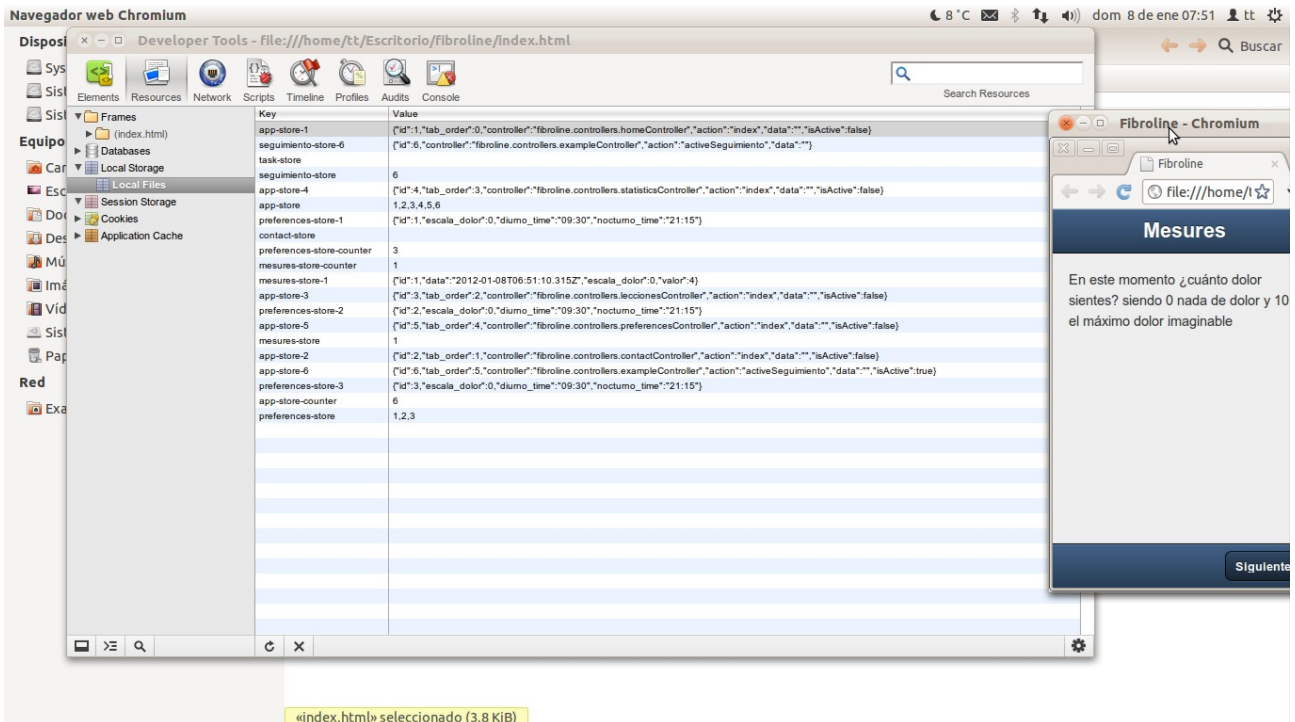 Navegador web Chromium
8°C
dom 8 de ene 07:51
tt
Disposi
Sys
Sist
Sist
Equipo
Car
Esc
Doc
Des
Mú
Imá
Víd
Sist
Pap
Red
Exa
Buscar
Developer Tools - file:///home/tt/Escritorio/fibroline/index.html
Elements Resources Network Scripts Timeline Profiles Audits Console
Search Resources
Frames
(index.html)
Databases
Local Storage
Local Files
Session Storage
Cookies
Application Cache
Key Value
app-store-1 {"id":1,"tab_order":0,"controller":"fibroline.controllers.homeController","action":"index","data":"","isActive":false}
seguimiento-store-6 {"id":6,"controller":"fibroline.controllers.exampleController","action":"activeSeguimiento","data":""}
task-store
seguimiento-store 6
app-store-4 {"id":4,"tab_order":3,"controller":"fibroline.controllers.statisticsController","action":"index","data":"","isActive":false}
app-store 1,2,3,4,5,6
preferences-store-1 {"id":1,"escala_dolor":0,"diurno_time":"09:30","nocturno_time":"21:15"}
contact-store
preferences-store-counter 3
mesures-store-counter 1
mesures-store-1 {"id":1,"data":"2012-01-08T06:51:10.315Z","escala_dolor":0,"valor":4}
app-store-3 {"id":3,"tab_order":2,"controller":"fibroline.controllers.leccionesController","action":"index","data":"","isActive":false}
preferences-store-2 {"id":2,"escala_dolor":0,"diurno_time":"09:30","nocturno_time":"21:15"}
app-store-5 {"id":5,"tab_order":4,"controller":"fibroline.controllers.preferencesController","action":"index","data":"","isActive":false}
mesures-store 1
app-store-2 {"id":2,"tab_order":1,"controller":"fibroline.controllers.contactController","action":"index","data":"","isActive":false}
app-store-6 {"id":6,"tab_order":5,"controller":"fibroline.controllers.exampleController","action":"activeSeguimiento","data":"","isActive":true}
preferences-store-3 {"id":3,"escala_dolor":0,"diurno_time":"09:30","nocturno_time":"21:15"}
app-store-counter 6
preferences-store 1,2,3
Fibroline - Chromium
Fibroline
file:///home/t
Mesures
En este momento ¿cuánto dolor
sientes? siendo 0 nada de dolor y 10
el máximo dolor imaginable
Siguiente
«index.html» seleccionado (3,8 KiB)